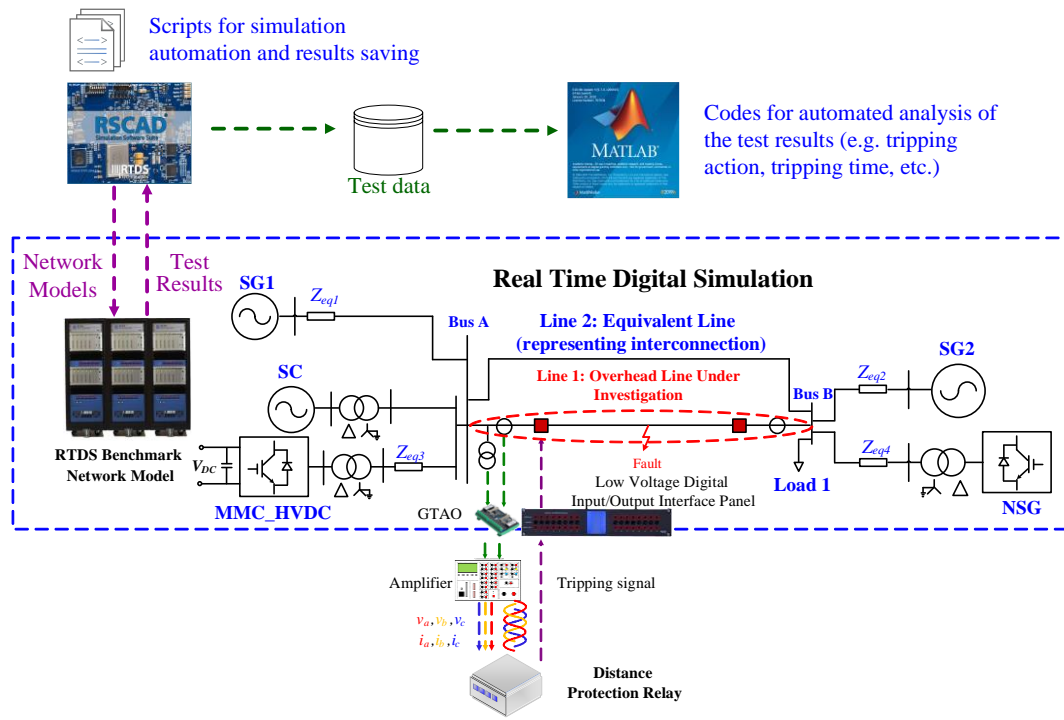 Scripts for simulation
automation and results saving
RSCAD
Simulation Software Suite
RTDS
Test data
MATLAB
Codes for automated analysis of
the test results (e.g. tripping
action, tripping time, etc.)
Network
Models
Test
Results
Real Time Digital Simulation
SG1
Zeq1
Bus A
Line 2: Equivalent Line
(representing interconnection)
SG2
SC
Line 1: Overhead Line Under
Investigation
Bus B
Zeq2
RTDS Benchmark
Network Model
VDC
Zeq3
Fault
Zeq4
Low Voltage Digital
Input/Output Interface Panel
Load 1
MMC_HVDC
GTAO
NSG
Amplifier
Tripping signal
va,vb,vc
ia,ib,ic
Distance
Protection Relay